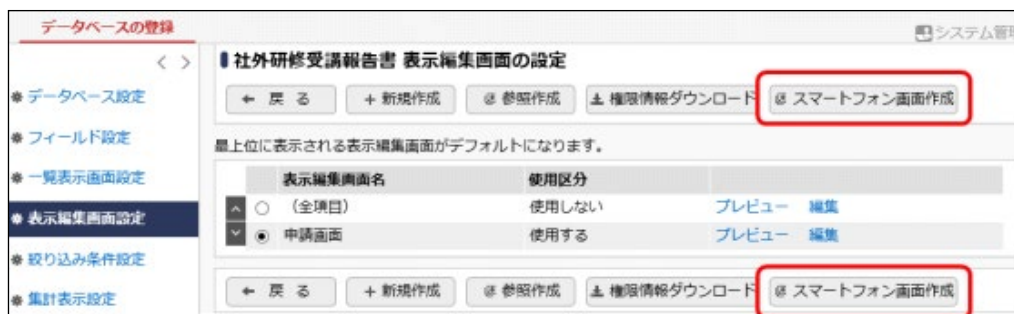 データベースの登録
システム管理
社外研修受講報告書 表示編集画面の設定
データベース設定
← 戻る + 新規作成 参照作成 権限情報ダウンロード スマートフォン画面作成
フィールド設定
最上位に表示される表示編集画面がデフォルトになります。
一覧表示画面設定
表示編集画面名 使用区分
表示編集画面設定
(全項目) 使用しない プレビュー 編集
申請画面 使用する プレビュー 編集
絞り込み条件設定
集計表示設定
← 戻る + 新規作成 参照作成 権限情報ダウンロード スマートフォン画面作成